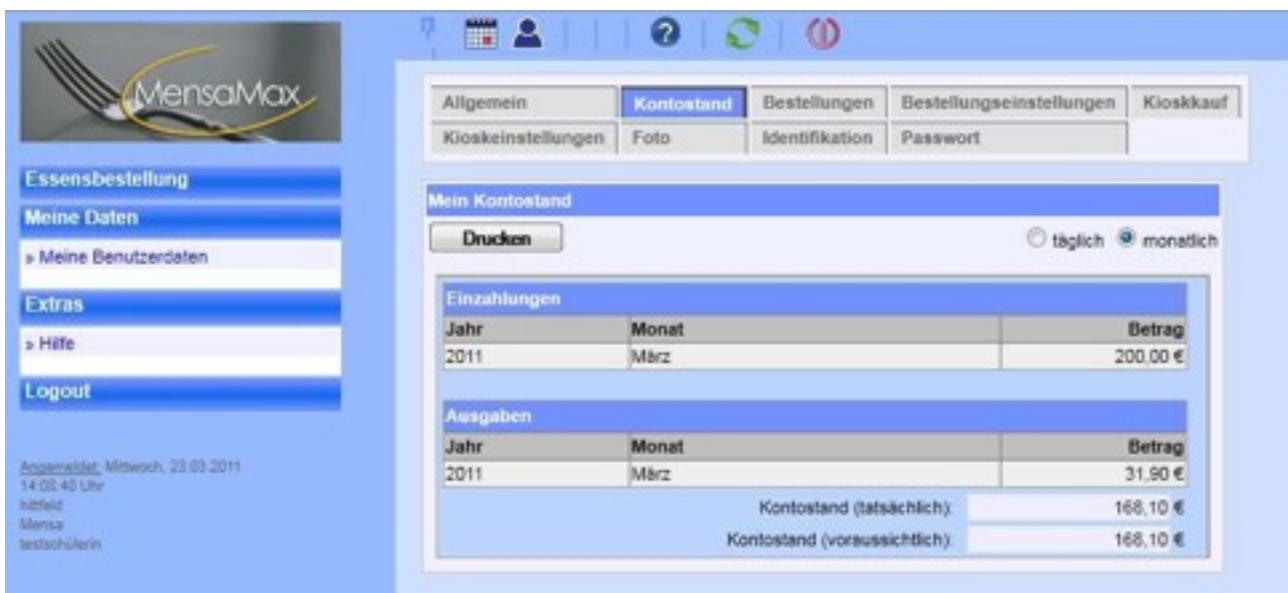 MensaMax
Essensbestellung
Meine Daten
» Meine Benutzerdaten
Extras
» Hilfe
Logout
Angemeldet: Mittwoch, 23.03.2011
14:08:40 Uhr
hittfeld
Mensa
testschülerin
Allgemein Kontostand Bestellungen Bestellungseinstellungen Kioskkauf
Kioskeinstellungen Foto Identifikation Passwort
Mein Kontostand
Drucken täglich monatlich
Einzahlungen
Jahr Monat Betrag
2011 März 200,00 €
Ausgaben
Jahr Monat Betrag
2011 März 31,90 €
Kontostand (tatsächlich): 168,10 €
Kontostand (voraussichtlich): 168,10 €